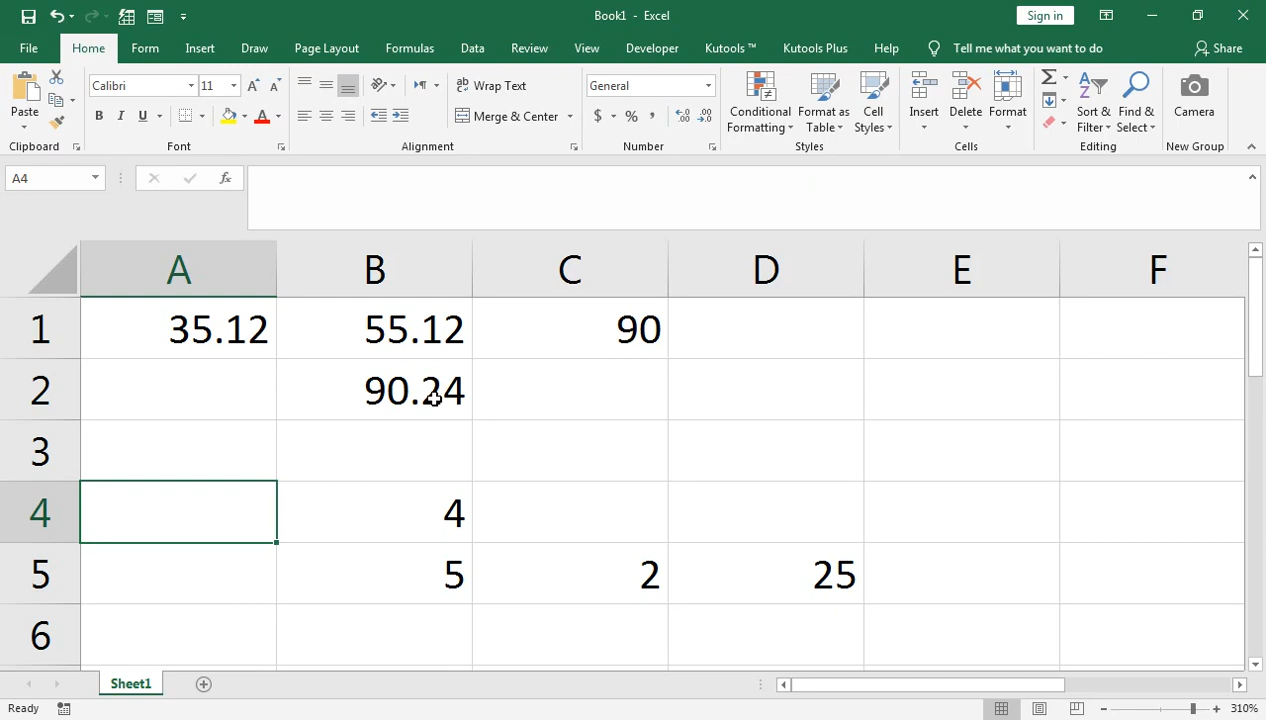 Book1 - Excel
Sign in
File Home Form Insert Draw Page Layout Formulas Data Review View Developer Kutools ™ Kutools Plus Help Tell me what you want to do Share
Paste
Calibri 11
B I U A
Wrap Text
Merge & Center
General
$ % ,
Conditional Formatting
Format as Table
Cell Styles
Insert
Delete
Format
Sort & Filter
Find & Select
Camera
Clipboard Font Alignment Number Styles Cells Editing New Group
A4 fx
A B C D E F
1 35.12 55.12 90
2 90.24
3
4 4
5 5 2 25
6
Sheet1
Ready 310%